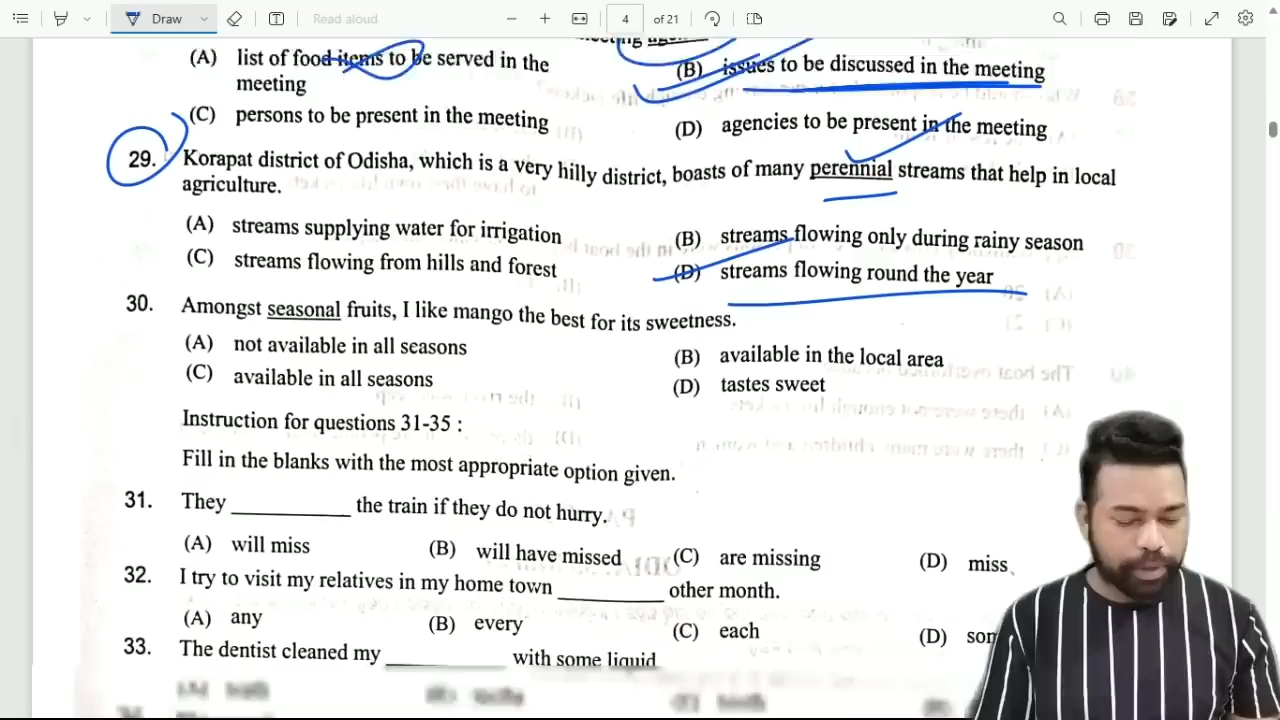 Draw
Read aloud
4
of 21
(A) list of food items to be served in the meeting
(B) issues to be discussed in the meeting
(C) persons to be present in the meeting
(D) agencies to be present in the meeting
29. Korapat district of Odisha, which is a very hilly district, boasts of many perennial streams that help in local
agriculture.
(A) streams supplying water for irrigation
(B) streams flowing only during rainy season
(C) streams flowing from hills and forest
(D) streams flowing round the year
30. Amongst seasonal fruits, I like mango the best for its sweetness.
(A) not available in all seasons
(B) available in the local area
(C) available in all seasons
(D) tastes sweet
Instruction for questions 31-35 :
Fill in the blanks with the most appropriate option given.
31. They __________ the train if they do not hurry.
(A) will miss (B) will have missed (C) are missing (D) miss
32. I try to visit my relatives in my home town _________ other month.
(A) any (B) every (C) each (D)
33. The dentist cleaned my __________ with some liquid